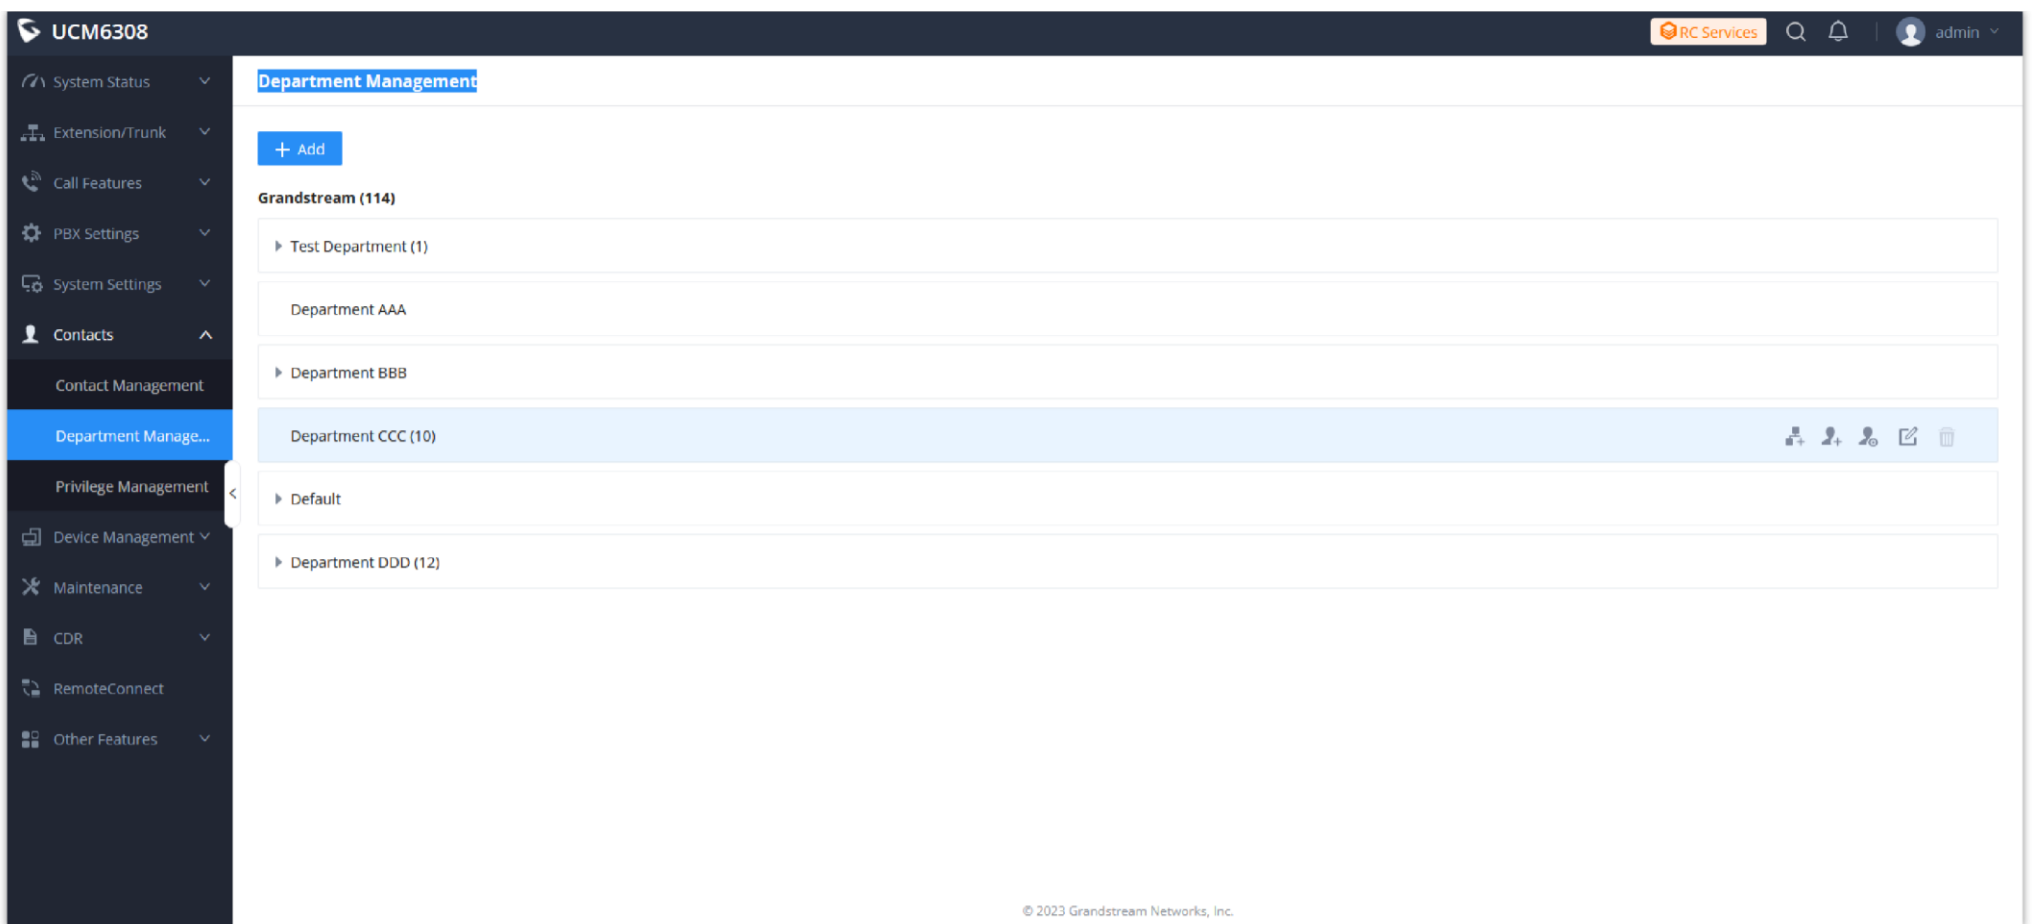 UCM6308
RC Services
admin
System Status
Extension/Trunk
Call Features
PBX Settings
System Settings
Contacts
Contact Management
Department Manage...
Privilege Management
Device Management
Maintenance
CDR
RemoteConnect
Other Features
Department Management
+ Add
Grandstream (114)
Test Department (1)
Department AAA
Department BBB
Department CCC (10)
Default
Department DDD (12)
© 2023 Grandstream Networks, Inc.